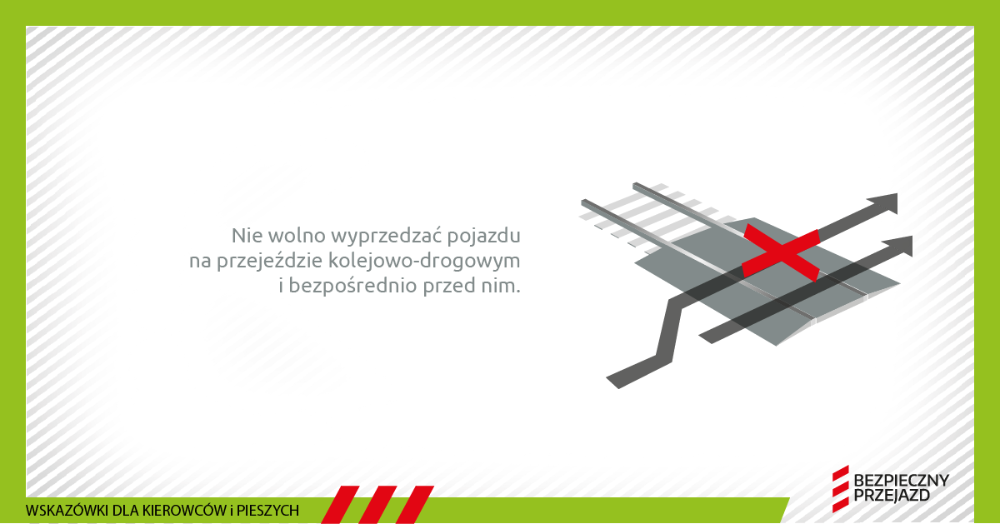 Nie wolno wyprzedzać pojazdu
na przejeździe kolejowo-drogowym
i bezpośrednio przed nim.
WSKAZÓWKI DLA KIEROWCÓW i PIESZYCH
BEZPIECZNY
PRZEJAZD